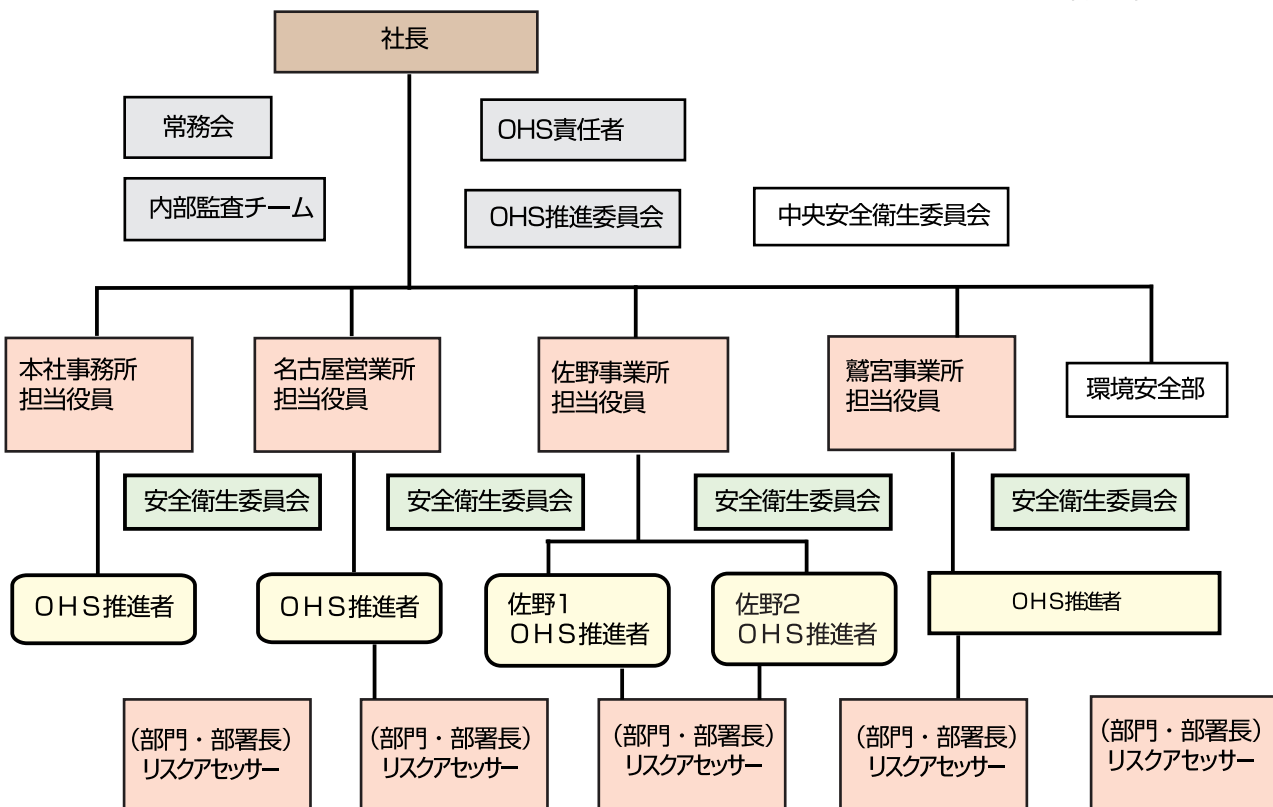 社長
常務会
OHS責任者
内部監査チーム
OHS推進委員会
中央安全衛生委員会
本社事務所
担当役員
名古屋営業所
担当役員
佐野事業所
担当役員
鷲宮事業所
担当役員
環境安全部
安全衛生委員会
安全衛生委員会
安全衛生委員会
安全衛生委員会
OHS推進者
OHS推進者
佐野1
OHS推進者
佐野2
OHS推進者
OHS推進者
(部門・部署長)
リスクアセッサー
(部門・部署長)
リスクアセッサー
(部門・部署長)
リスクアセッサー
(部門・部署長)
リスクアセッサー
(部門・部署長)
リスクアセッサー